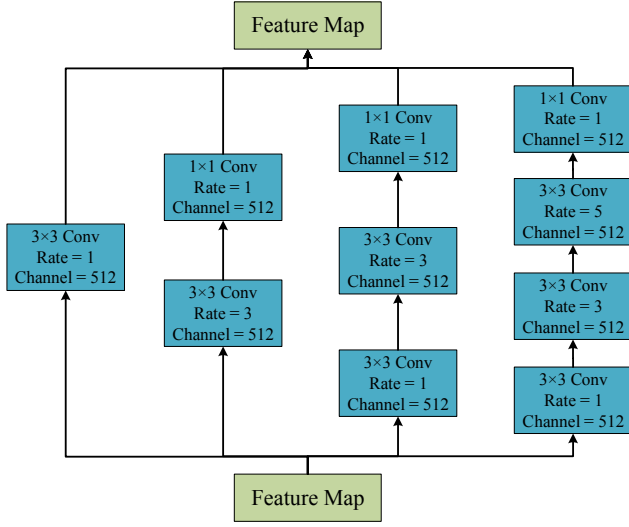 Feature Map
3×3 Conv
Rate = 1
Channel = 512
1×1 Conv
Rate = 1
Channel = 512
3×3 Conv
Rate = 3
Channel = 512
1×1 Conv
Rate = 1
Channel = 512
3×3 Conv
Rate = 3
Channel = 512
3×3 Conv
Rate = 1
Channel = 512
1×1 Conv
Rate = 1
Channel = 512
3×3 Conv
Rate = 5
Channel = 512
3×3 Conv
Rate = 3
Channel = 512
3×3 Conv
Rate = 1
Channel = 512
Feature Map